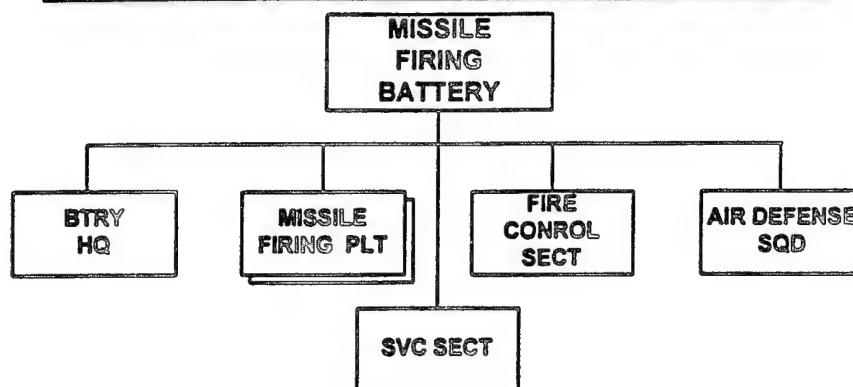 MISSILE
FIRING
BATTERY
BTRY
HQ
MISSILE
FIRING PLT
FIRE
CONROL
SECT
AIR DEFENSE
SQD
SVC SECT